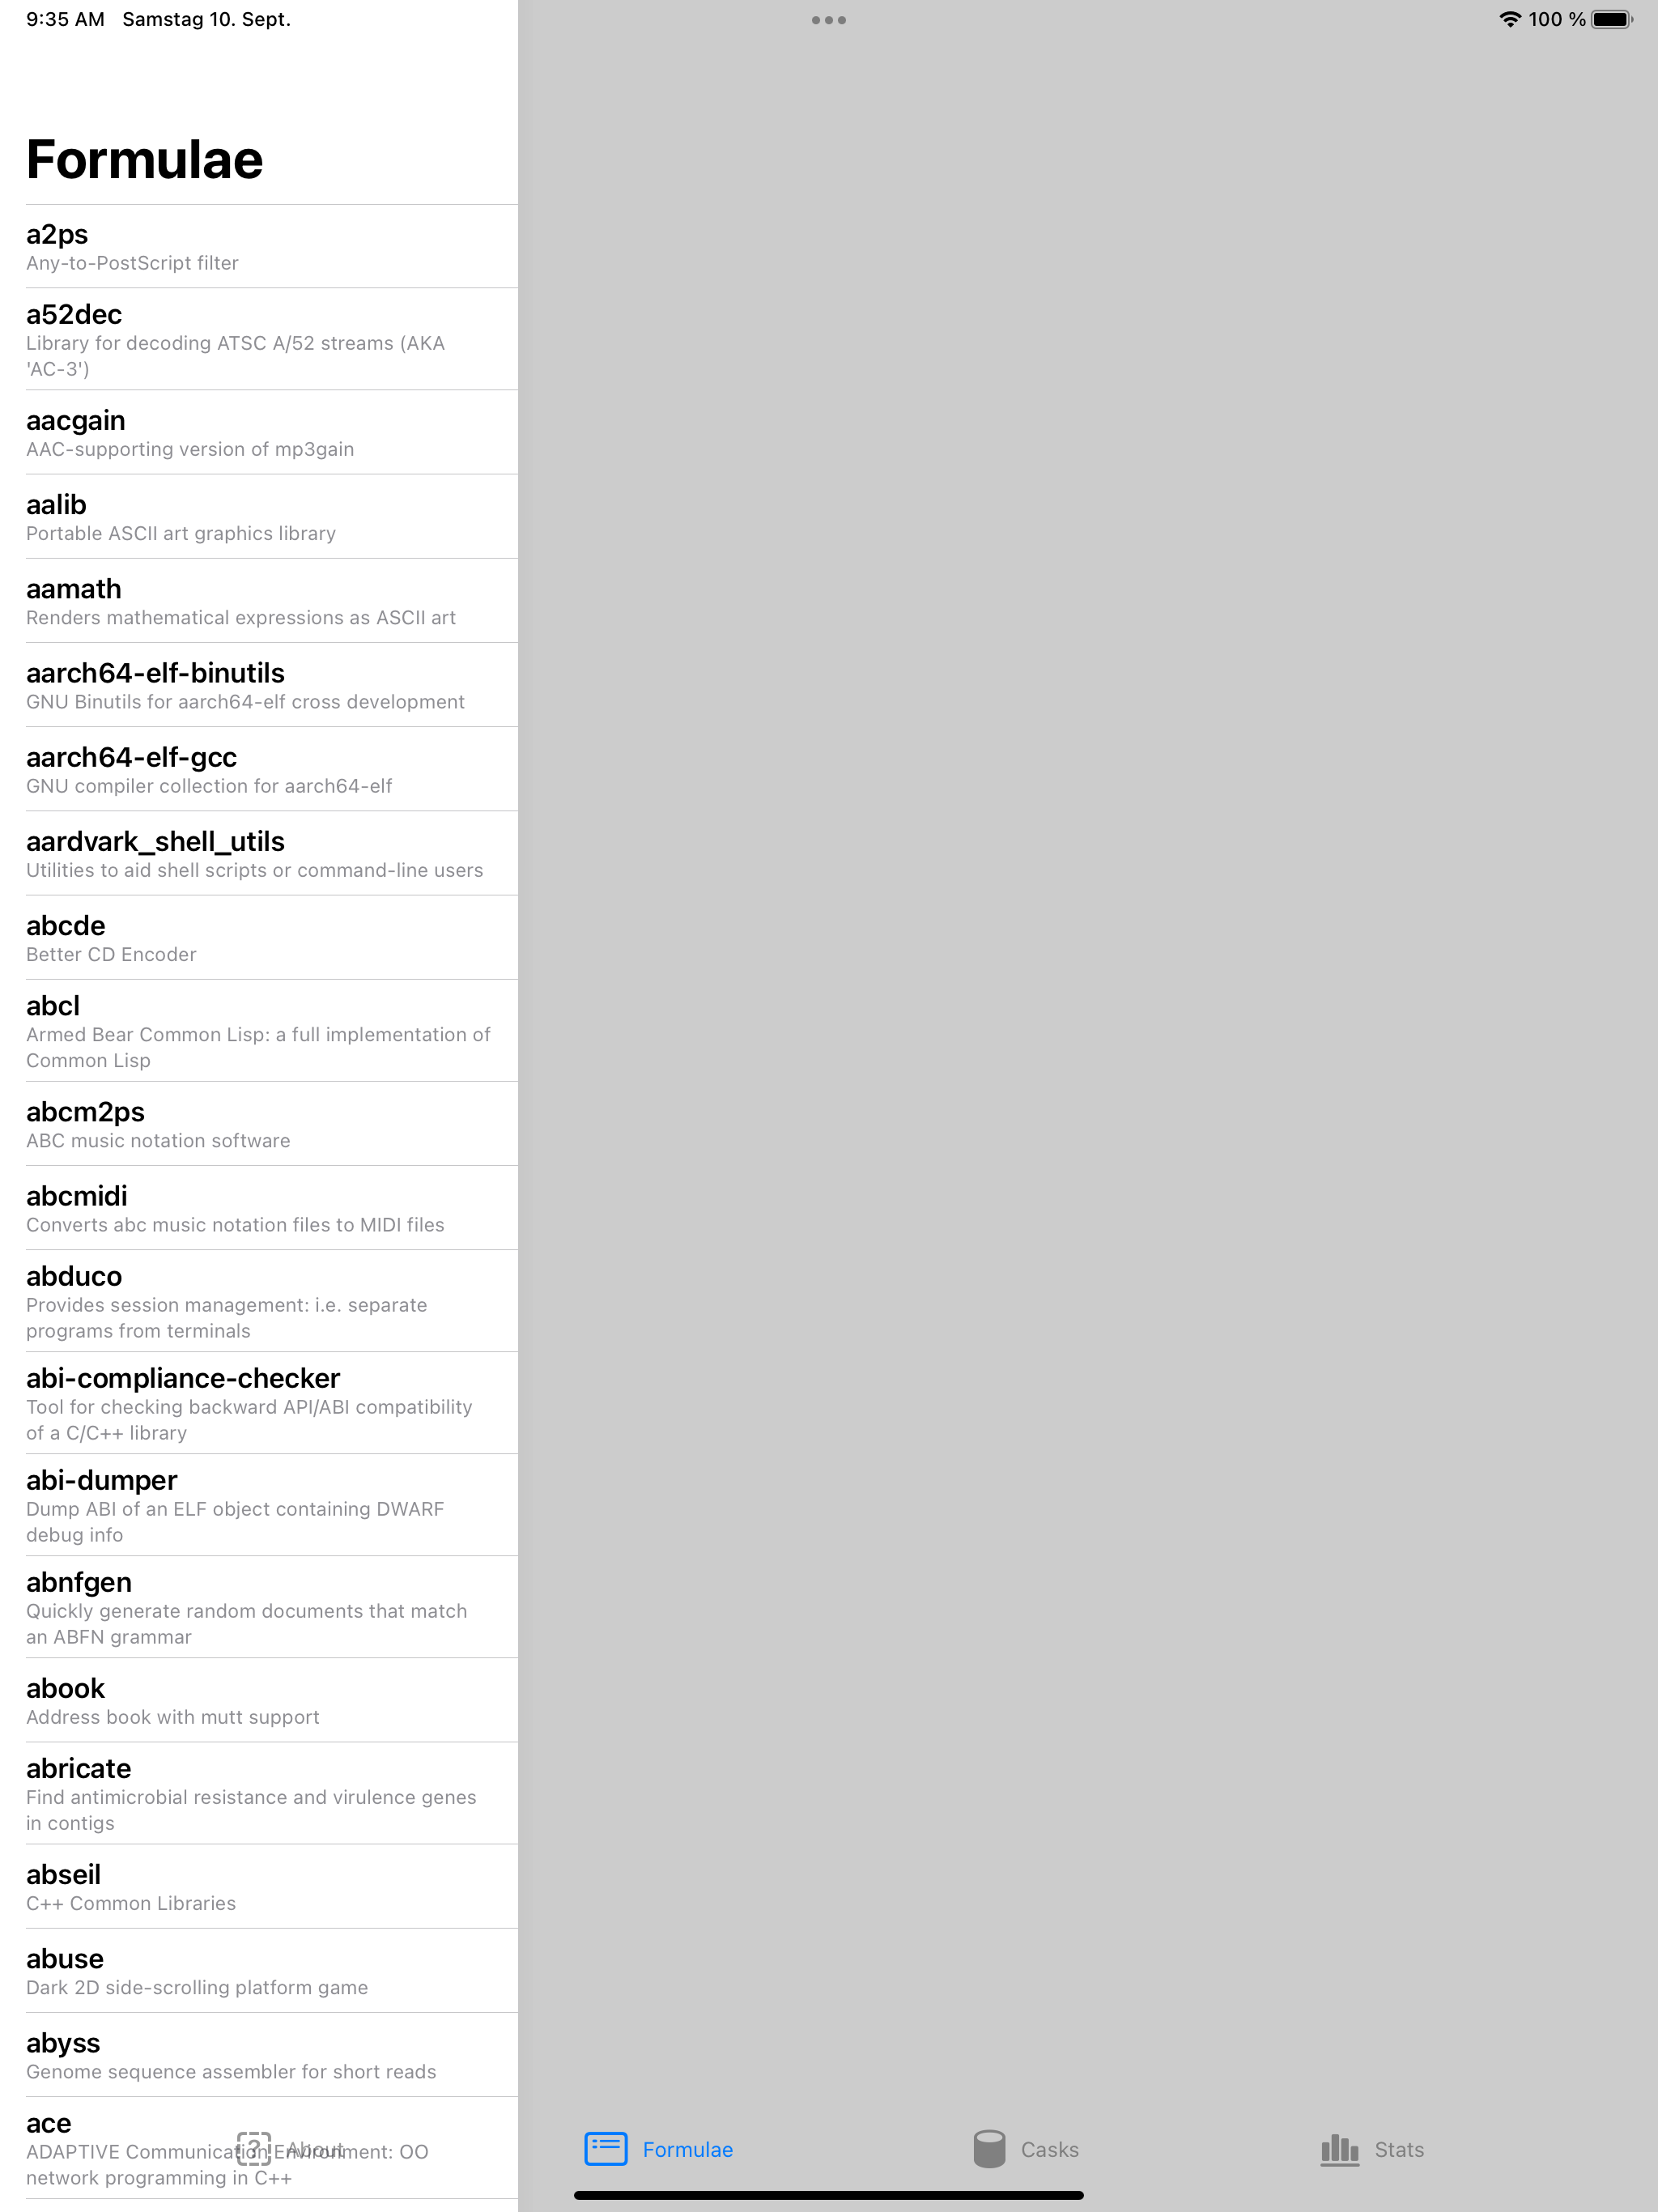 9:35 AM Samstag 10. Sept.
100 %
Formulae
a2ps
Any-to-PostScript filter
a52dec
Library for decoding ATSC A/52 streams (AKA
'AC-3')
aacgain
AAC-supporting version of mp3gain
aalib
Portable ASCII art graphics library
aamath
Renders mathematical expressions as ASCII art
aarch64-elf-binutils
GNU Binutils for aarch64-elf cross development
aarch64-elf-gcc
GNU compiler collection for aarch64-elf
aardvark_shell_utils
Utilities to aid shell scripts or command-line users
abcde
Better CD Encoder
abcl
Armed Bear Common Lisp: a full implementation of
Common Lisp
abcm2ps
ABC music notation software
abcmidi
Converts abc music notation files to MIDI files
abduco
Provides session management: i.e. separate
programs from terminals
abi-compliance-checker
Tool for checking backward API/ABI compatibility
of a C/C++ library
abi-dumper
Dump ABI of an ELF object containing DWARF
debug info
abnfgen
Quickly generate random documents that match
an ABFN grammar
abook
Address book with mutt support
abricate
Find antimicrobial resistance and virulence genes
in contigs
abseil
C++ Common Libraries
abuse
Dark 2D side-scrolling platform game
abyss
Genome sequence assembler for short reads
ace
ADAPTIVE Communication Environment: OO
network programming in C++
About
Formulae
Casks
Stats